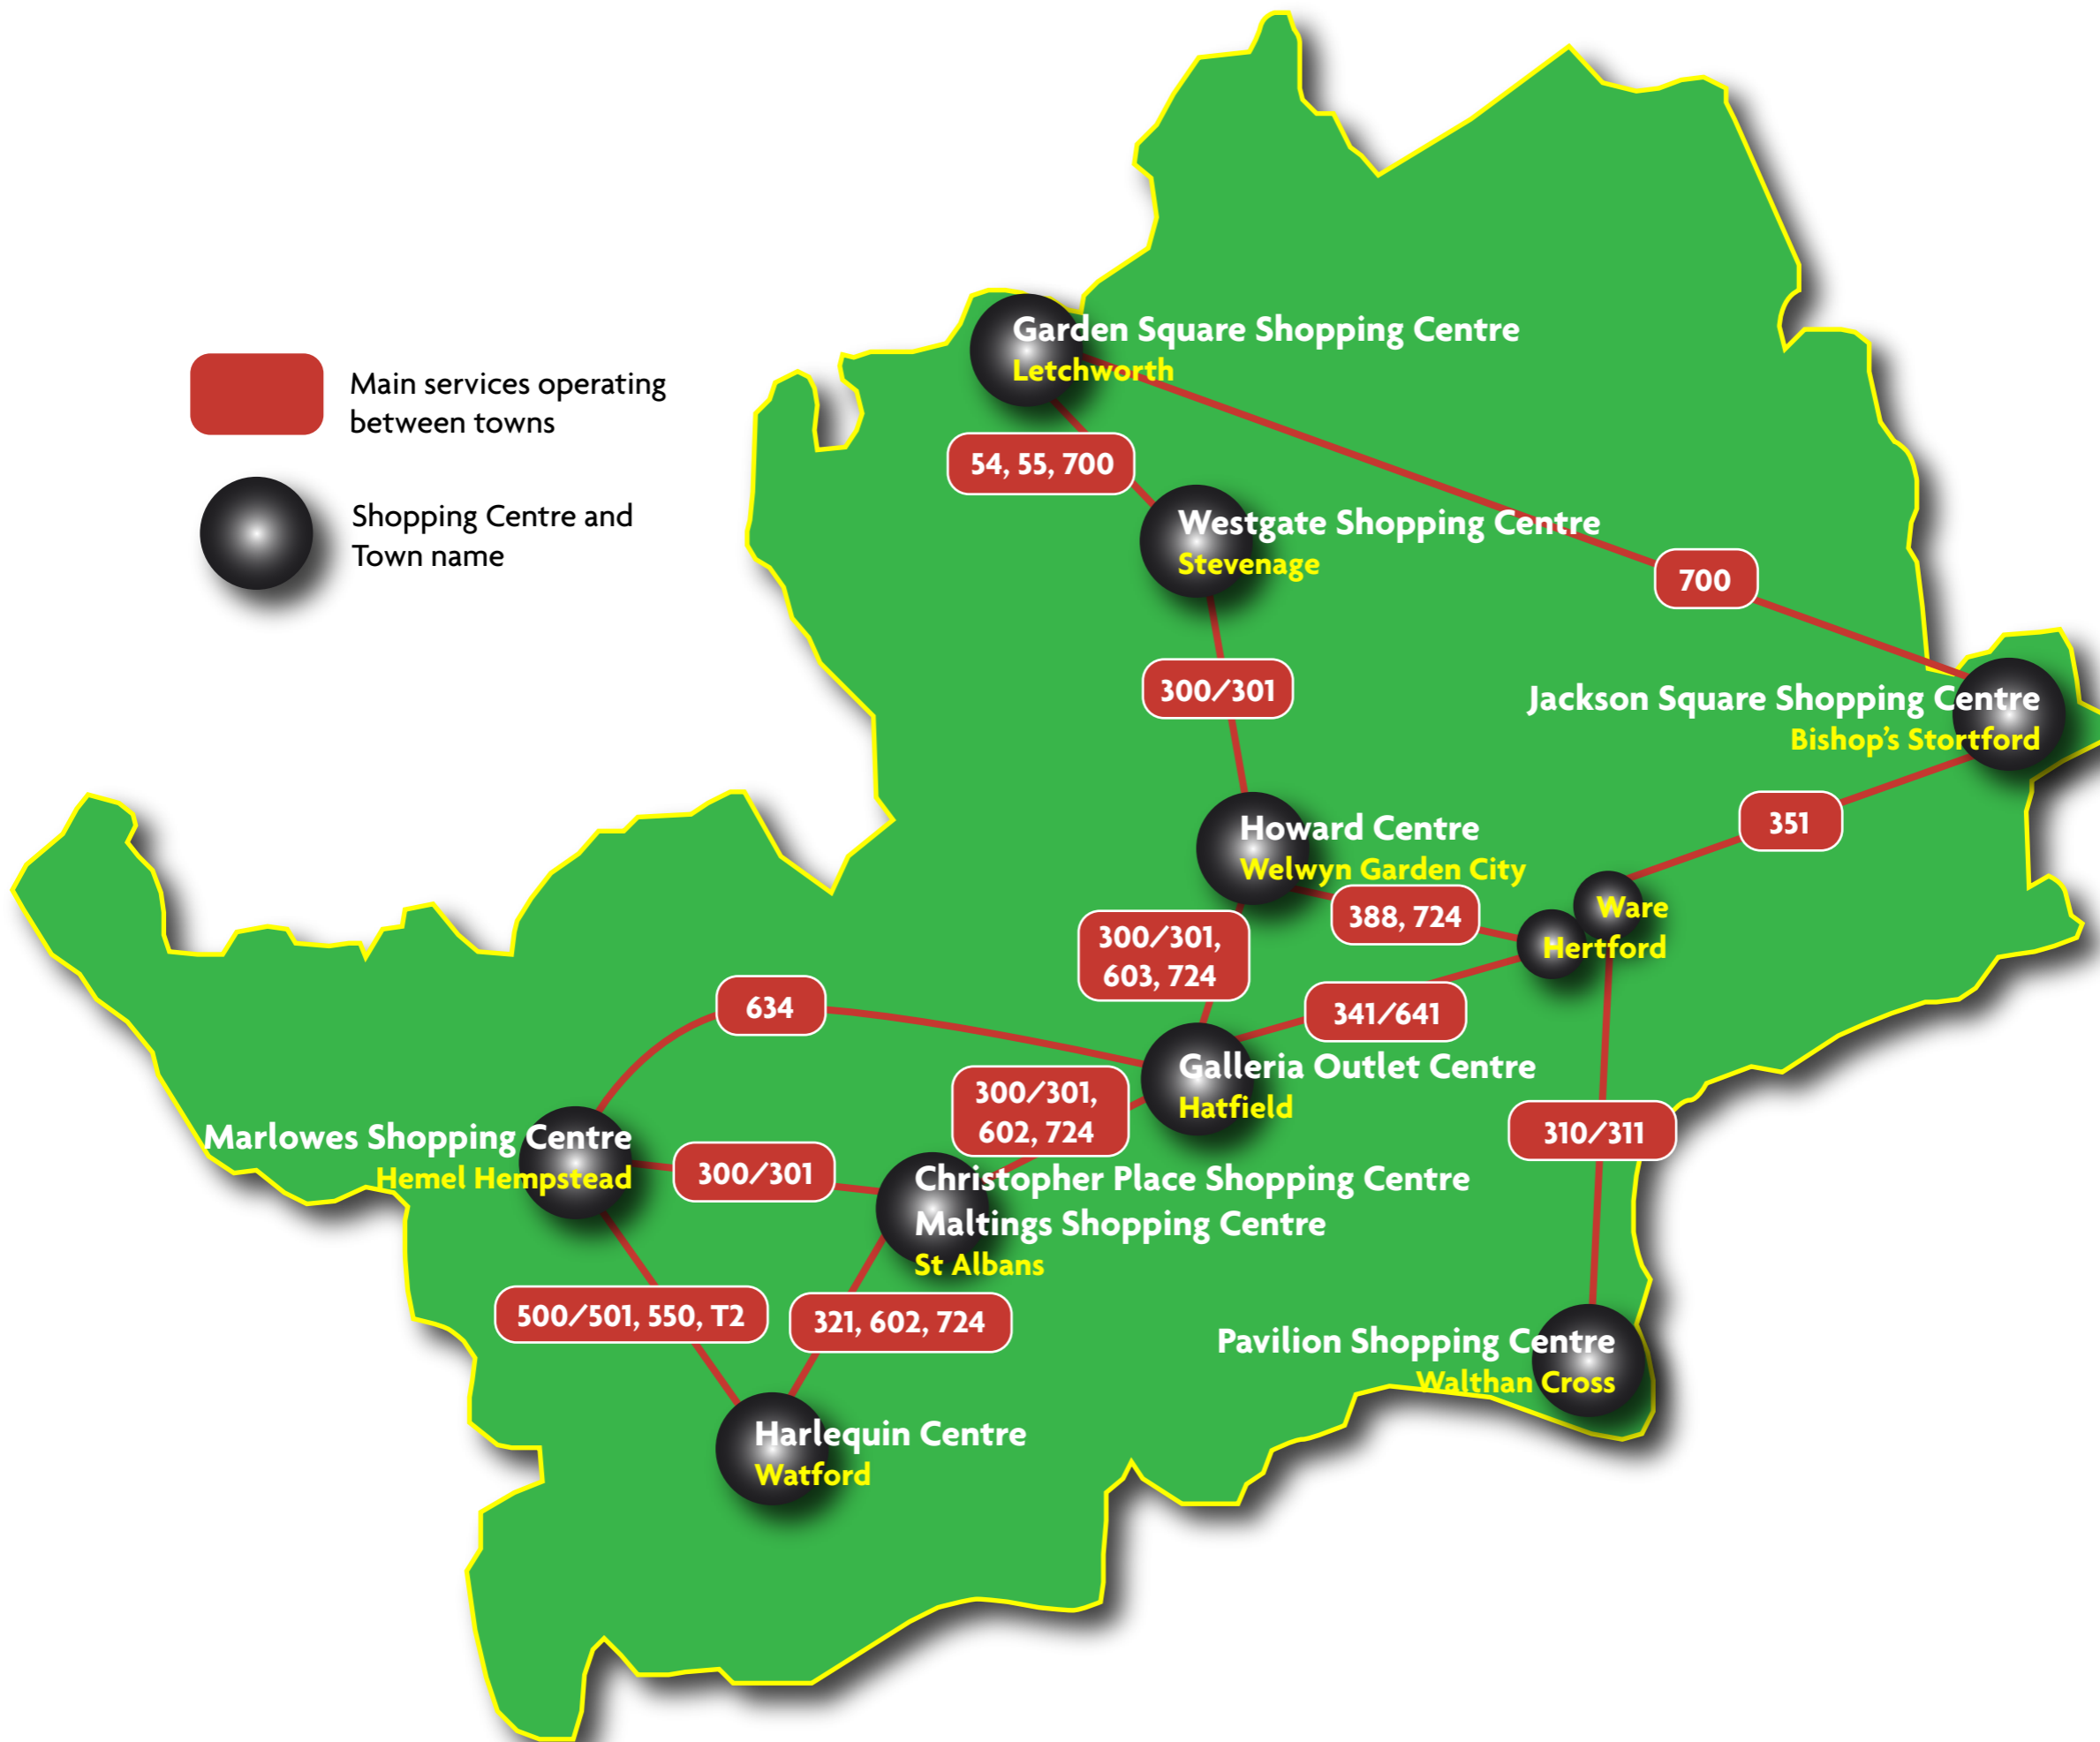 Garden Square Shopping Centre
Letchworth
Main services operating
between towns
54, 55, 700
Shopping Centre and
Town name
Westgate Shopping Centre
Stevenage
700
300/301
Jackson Square Shopping Centre
Bishop's Stortford
351
Howard Centre
Welwyn Garden City
388, 724
Ware
Hertford
300/301,
603, 724
634
341/641
Galleria Outlet Centre
Hatfield
300/301,
602, 724
310/311
Marlowes Shopping Centre
Hemel Hempstead
300/301
Christopher Place Shopping Centre
Maltings Shopping Centre
St Albans
500/501, 550, T2
321, 602, 724
Pavilion Shopping Centre
Walthan Cross
Harlequin Centre
Watford